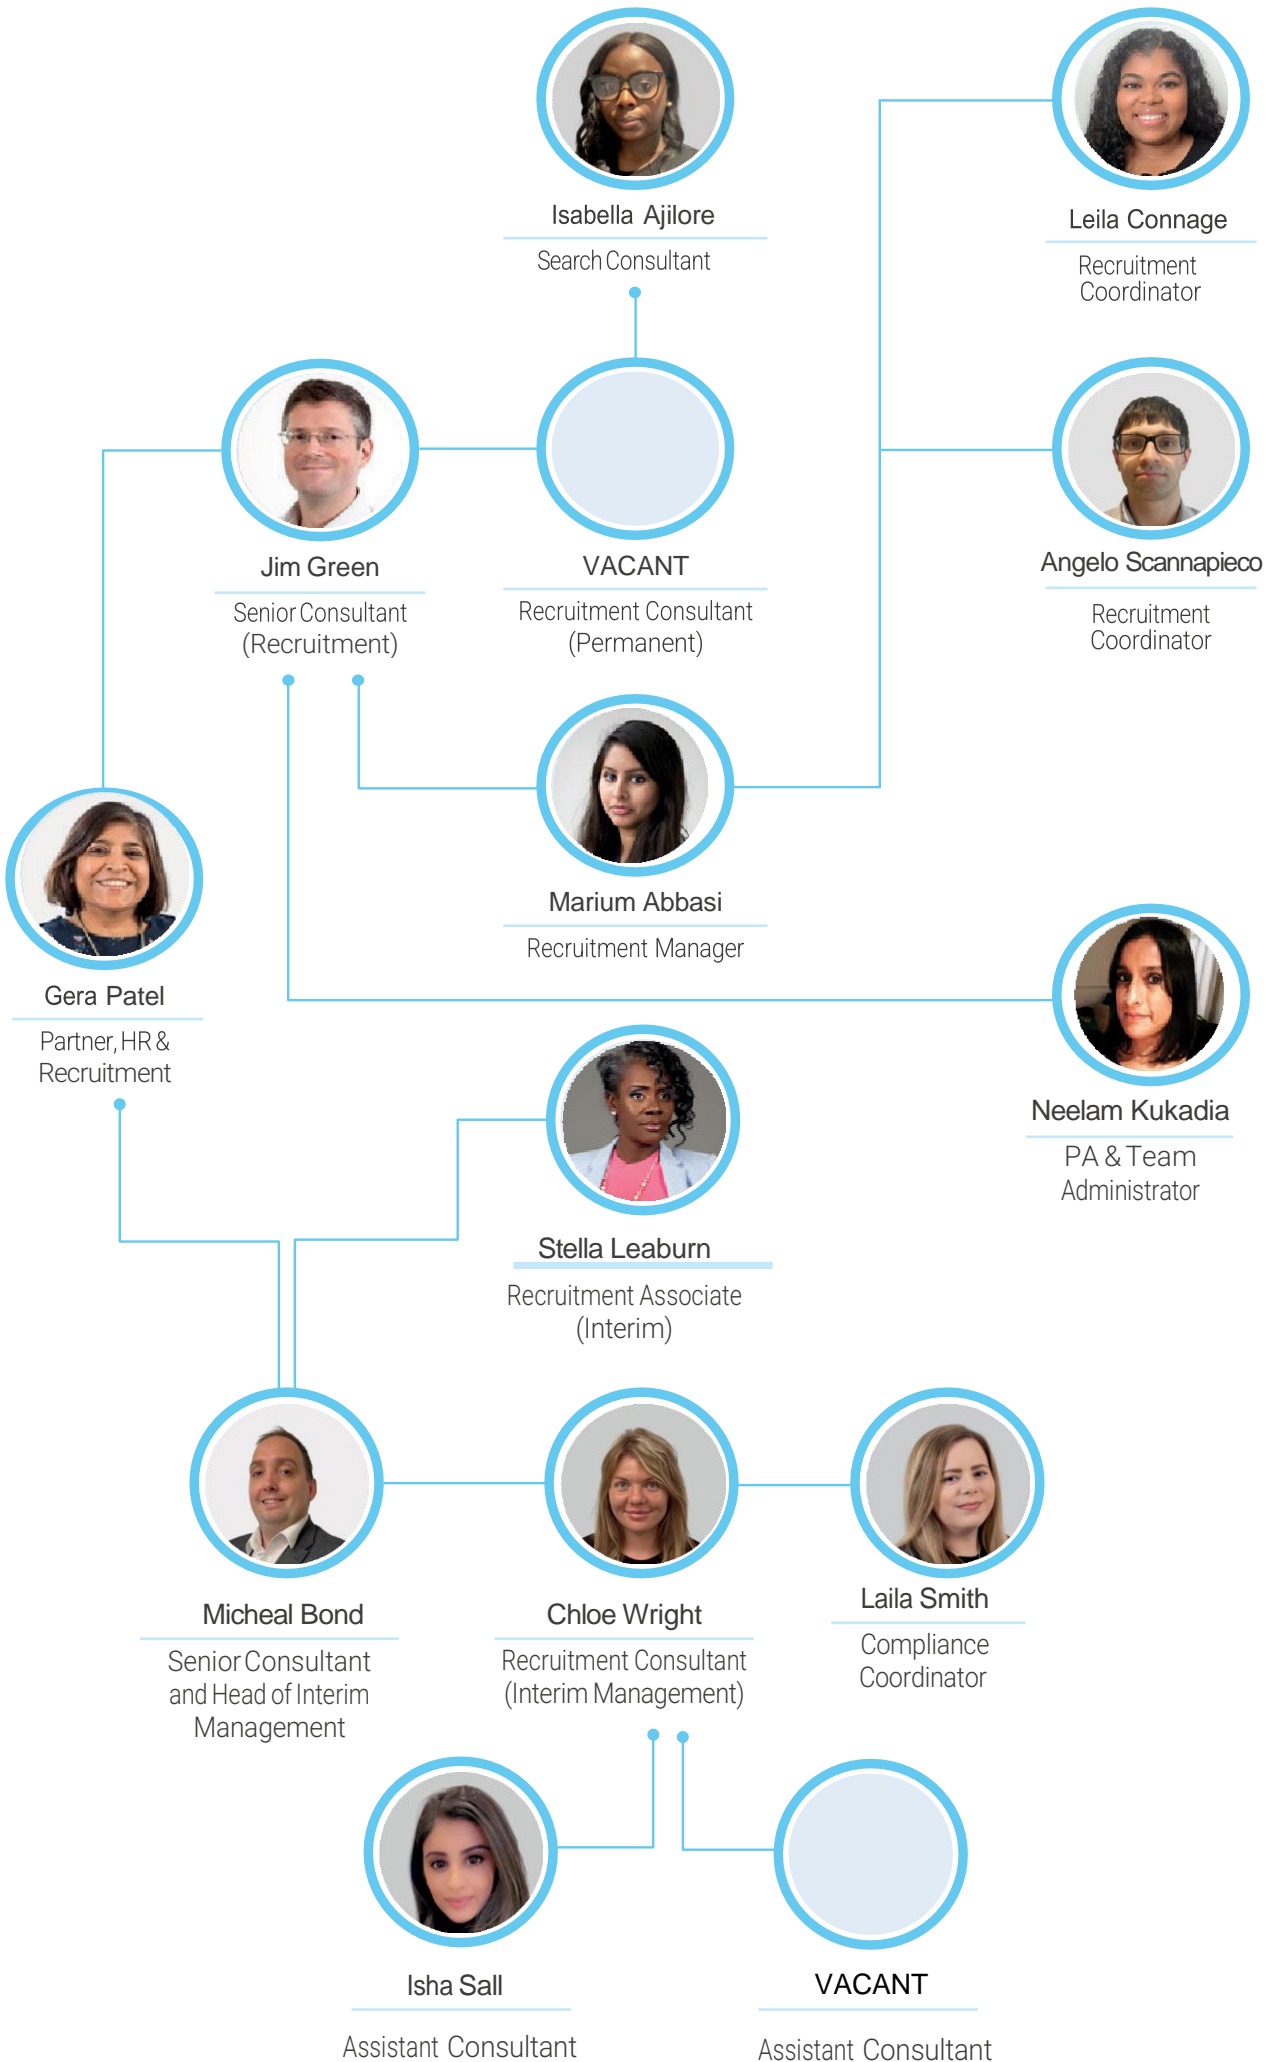 Isabella Ajilore
Search Consultant
Leila Connage
Recruitment
Coordinator
Jim Green
Senior Consultant
(Recruitment)
VACANT
Recruitment Consultant
(Permanent)
Angelo Scannapieco
Recruitment
Coordinator
Marium Abbasi
Recruitment Manager
Gera Patel
Partner, HR &
Recruitment
Neelam Kukadia
PA & Team
Administrator
Stella Leaburn
Recruitment Associate
(Interim)
Micheal Bond
Senior Consultant
and Head of Interim
Management
Chloe Wright
Recruitment Consultant
(Interim Management)
Laila Smith
Compliance
Coordinator
Isha Sall
Assistant Consultant
VACANT
Assistant Consultant